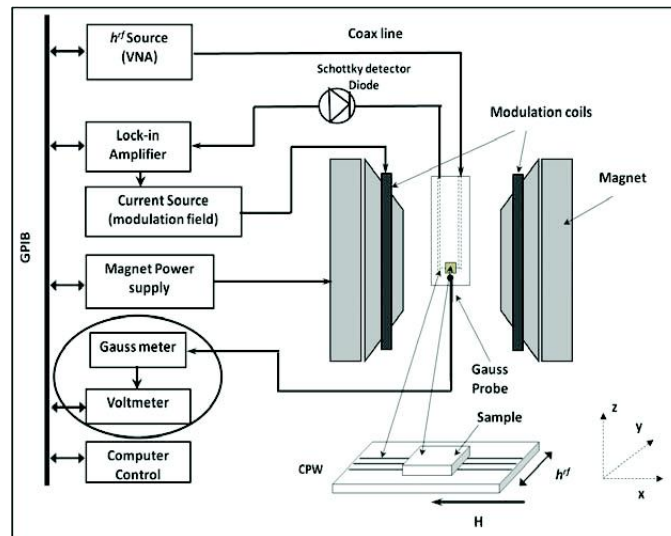 h^rf Source
(VNA)
Coax line
Schottky detector
Diode
Lock-in
Amplifier
Modulation coils
Current Source
(modulation field)
Magnet
GPIB
Magnet Power
supply
Gauss meter
Gauss
Probe
Voltmeter
Sample
Computer
Control
CPW
h^rf
H
z
y
x